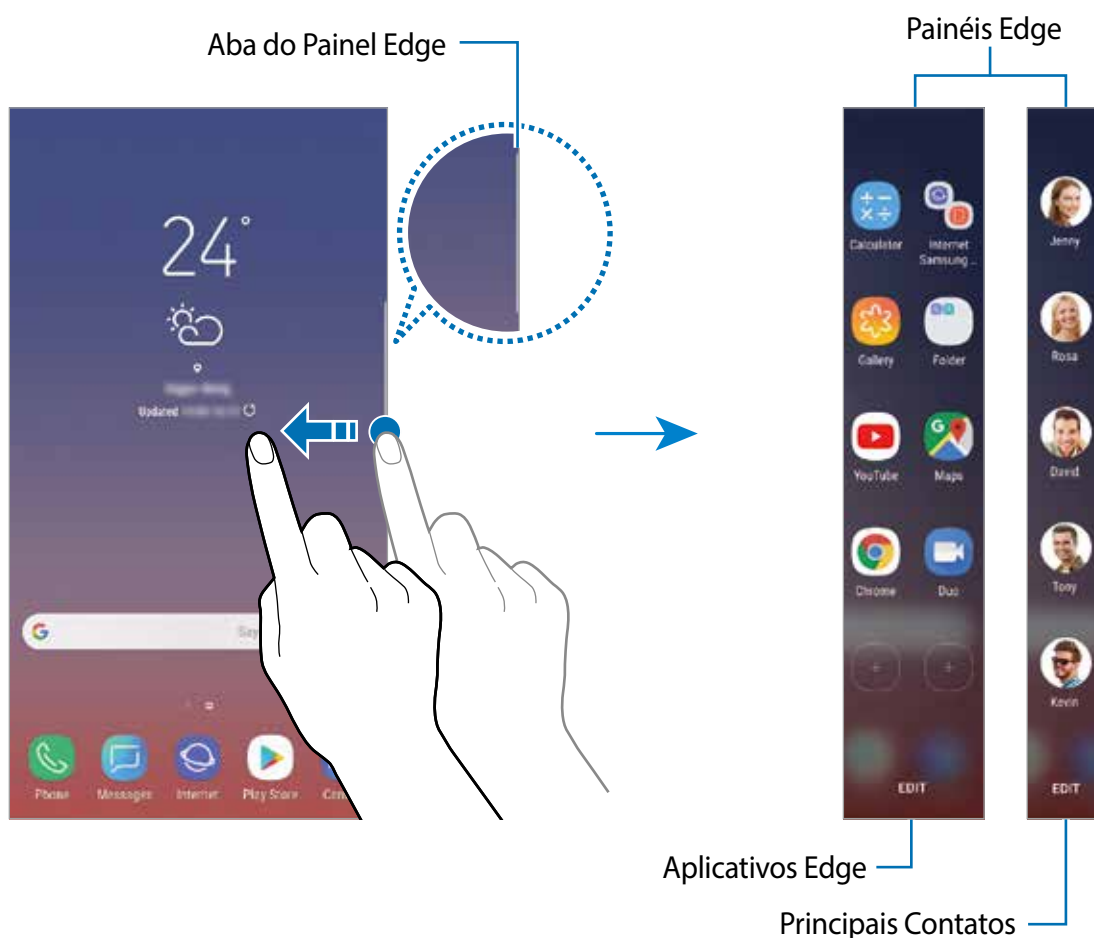 Aba do Painel Edge
Painéis Edge
24°
Updated
Say
Phone
Messages
Internet
Play Store
Calculator
Internet
Samsung ...
Gallery
Folder
YouTube
Maps
Chrome
Duo
EDIT
Jenny
Rosa
David
Tony
Kevin
EDIT
Aplicativos Edge
Principais Contatos